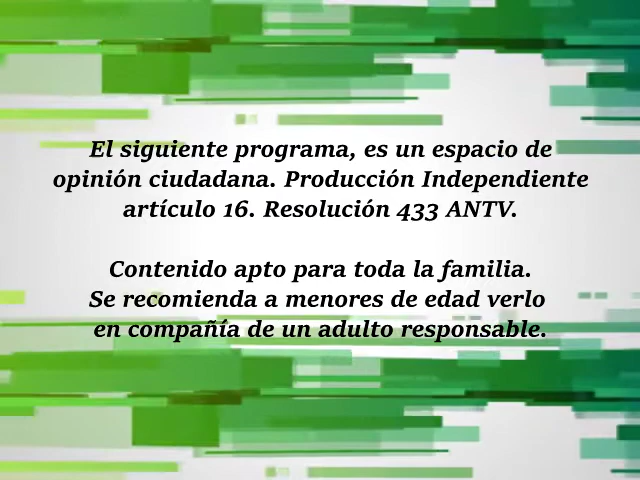 El siguiente programa, es un espacio de
opinión ciudadana. Producción Independiente
artículo 16. Resolución 433 ANTV.
Contenido apto para toda la familia.
Se recomienda a menores de edad verlo
en compañía de un adulto responsable.